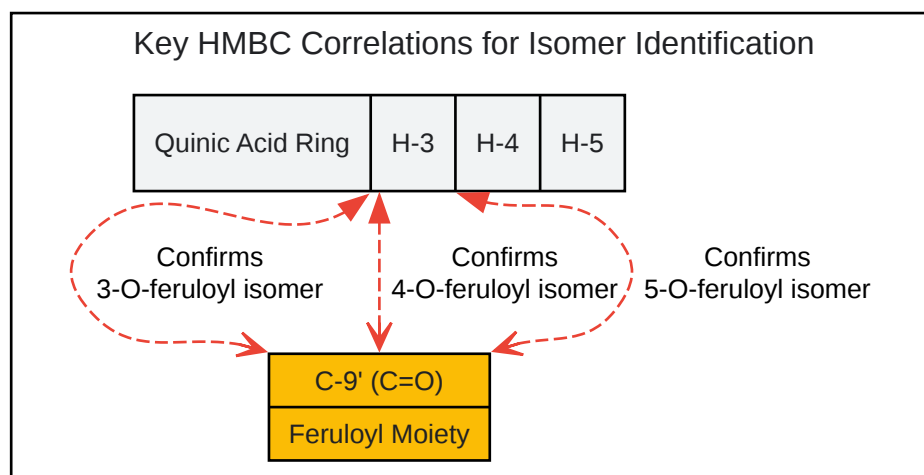 Key HMBC Correlations for Isomer Identification
Quinic Acid Ring H-3 H-4 H-5
Confirms Confirms Confirms
3-O-feruloyl isomer 4-O-feruloyl isomer 5-O-feruloyl isomer
C-9' (C=O)
Feruloyl Moiety